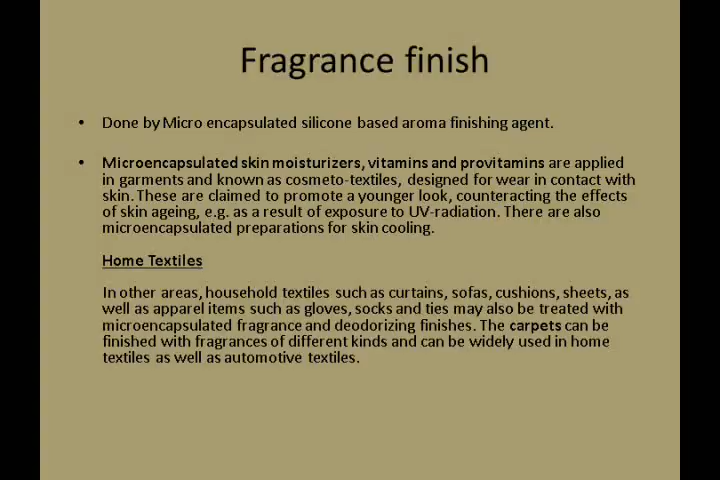 Fragrance finish
• Done by Micro encapsulated silicone based aroma finishing agent.
• Microencapsulated skin moisturizers, vitamins and provitamins are applied
in garments and known as cosmeto-textiles, designed for wear in contact with
skin. These are claimed to promote a younger look, counteracting the effects
of skin ageing, e.g. as a result of exposure to UV-radiation. There are also
microencapsulated preparations for skin cooling.
Home Textiles
In other areas, household textiles such as curtains, sofas, cushions, sheets, as
well as apparel items such as gloves, socks and ties may also be treated with
microencapsulated fragrance and deodorizing finishes. The carpets can be
finished with fragrances of different kinds and can be widely used in home
textiles as well as automotive textiles.